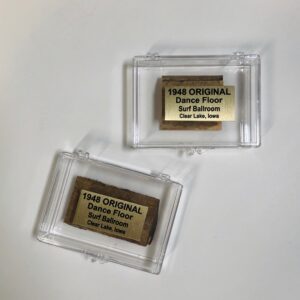 1948 ORIGINAL
Dance Floor
Surf Ballroom
Clear Lake, Iowa
1948 ORIGINAL
Dance Floor
Surf Ballroom
Clear Lake, Iowa